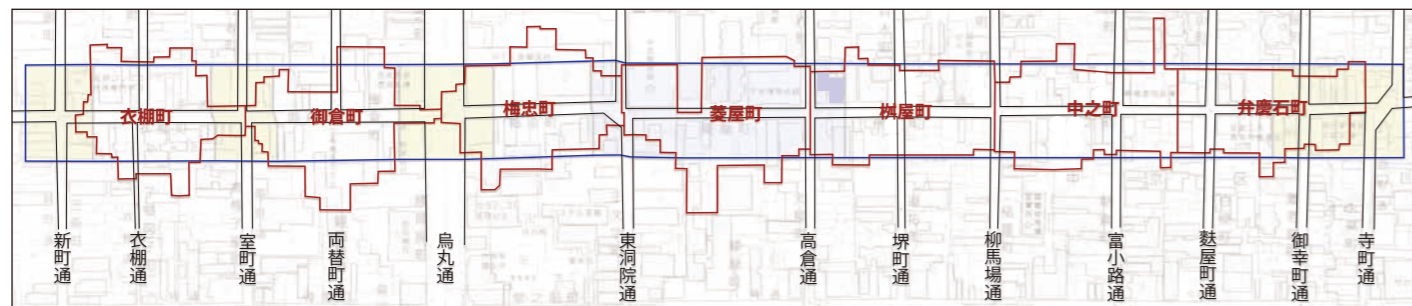 衣棚町
御倉町
梅忠町
菱屋町
桝屋町
中之町
弁慶石町
新町通
衣棚通
室町通
両替町通
烏丸通
東洞院通
高倉通
堺町通
柳馬場通
富小路通
麩屋町通
御幸町通
寺町通